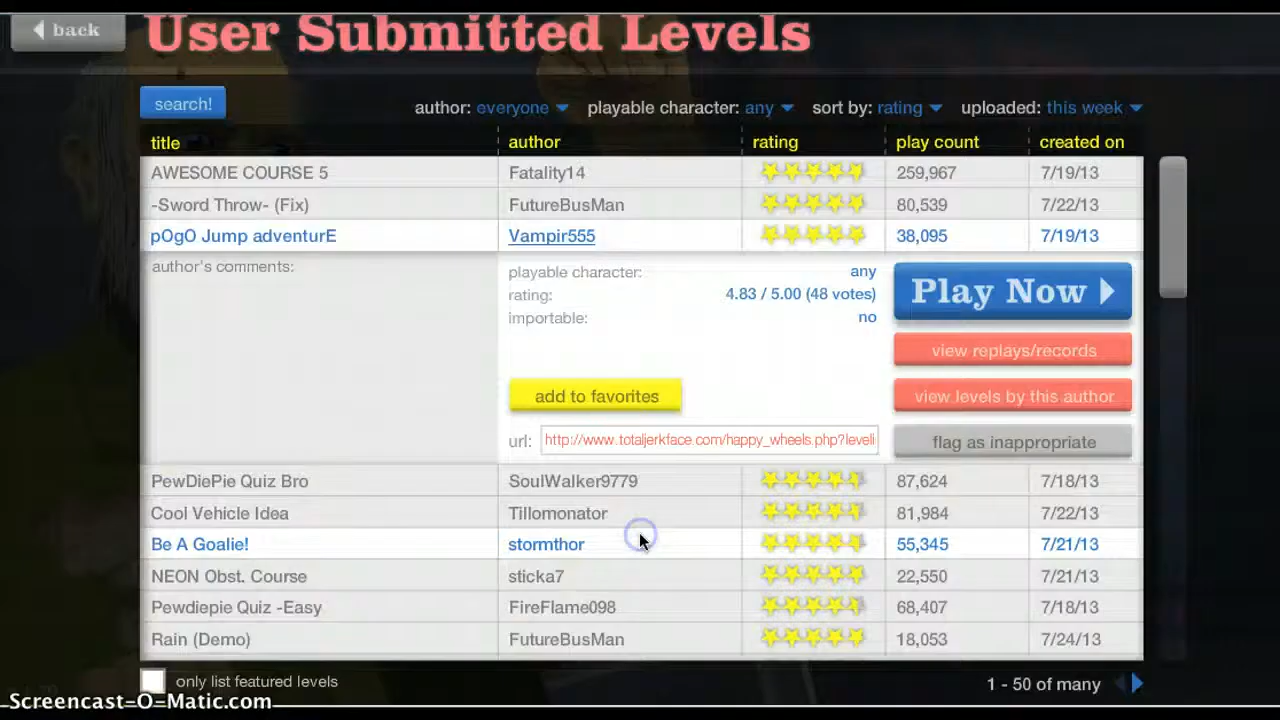 back
User Submitted Levels
search!
author: everyone playable character: any sort by: rating uploaded: this week
title author rating play count created on
AWESOME COURSE 5 Fatality14 259,967 7/19/13
-Sword Throw- (Fix) FutureBusMan 80,539 7/22/13
pOgO Jump adventurE Vampir555 38,095 7/19/13
author's comments:
playable character: any
rating: 4.83 / 5.00 (48 votes)
importable: no
Play Now
view replays/records
add to favorites
view levels by this author
url: http://www.totaljerkface.com/happy_wheels.php?leveli
flag as inappropriate
PewDiePie Quiz Bro SoulWalker9779 87,624 7/18/13
Cool Vehicle Idea Tillomonator 81,984 7/22/13
Be A Goalie! stormthor 55,345 7/21/13
NEON Obst. Course sticka7 22,550 7/21/13
Pewdiepie Quiz -Easy FireFlame098 68,407 7/18/13
Rain (Demo) FutureBusMan 18,053 7/24/13
only list featured levels
1 - 50 of many
Screencast-O-Matic.com